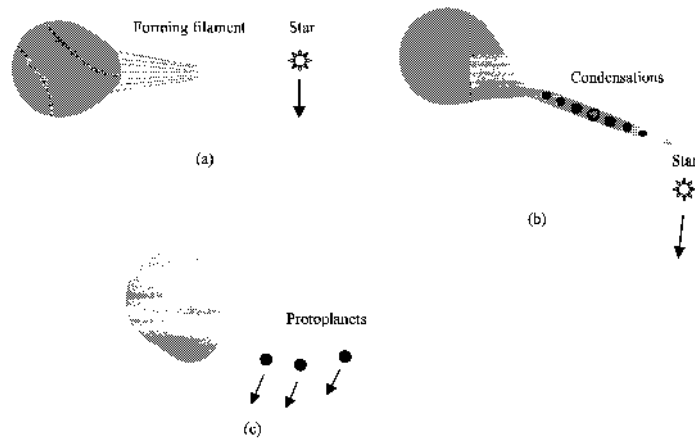 Forming filament
Star
(a)
Condensations
Star
(b)
Protoplanets
(c)